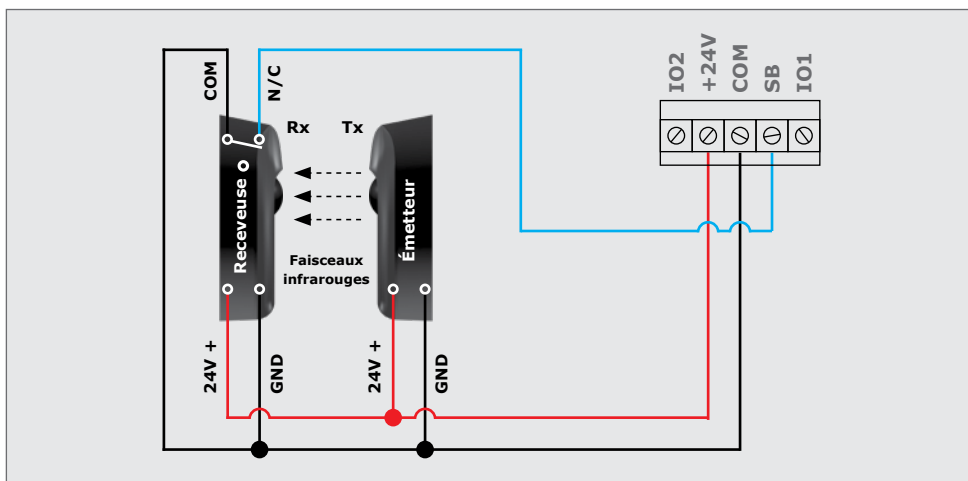 COM
N/C
IO2
+24V
COM
SB
IO1
Rx
Tx
Receveuse
Émetteur
Faisceaux
infrarouges
24V +
GND
24V +
GND